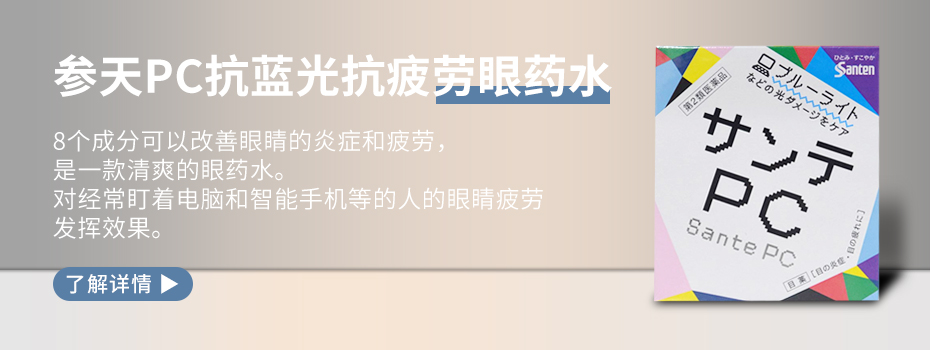 参天PC抗蓝光抗疲劳眼药水
8个成分可以改善眼睛的炎症和疲劳，
是一款清爽的眼药水。
对经常盯着电脑和智能手机等的人的眼睛疲劳
发挥效果。
了解详情 ▶
ひとみ・すこやか
Santen
ブルーライト
などの光ダメージをケア
第2類医薬品
サンテ
PC
Sante PC
目薬 [目の炎症・目の疲れに]